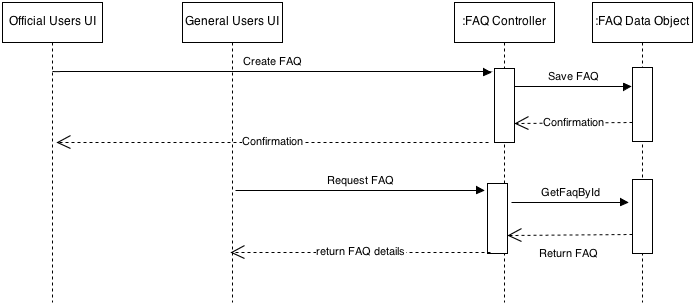 Official Users UI
General Users UI
:FAQ Controller
:FAQ Data Object
Create FAQ
Save FAQ
Confirmation
Confirmation
Request FAQ
GetFaqById
return FAQ details
Return FAQ